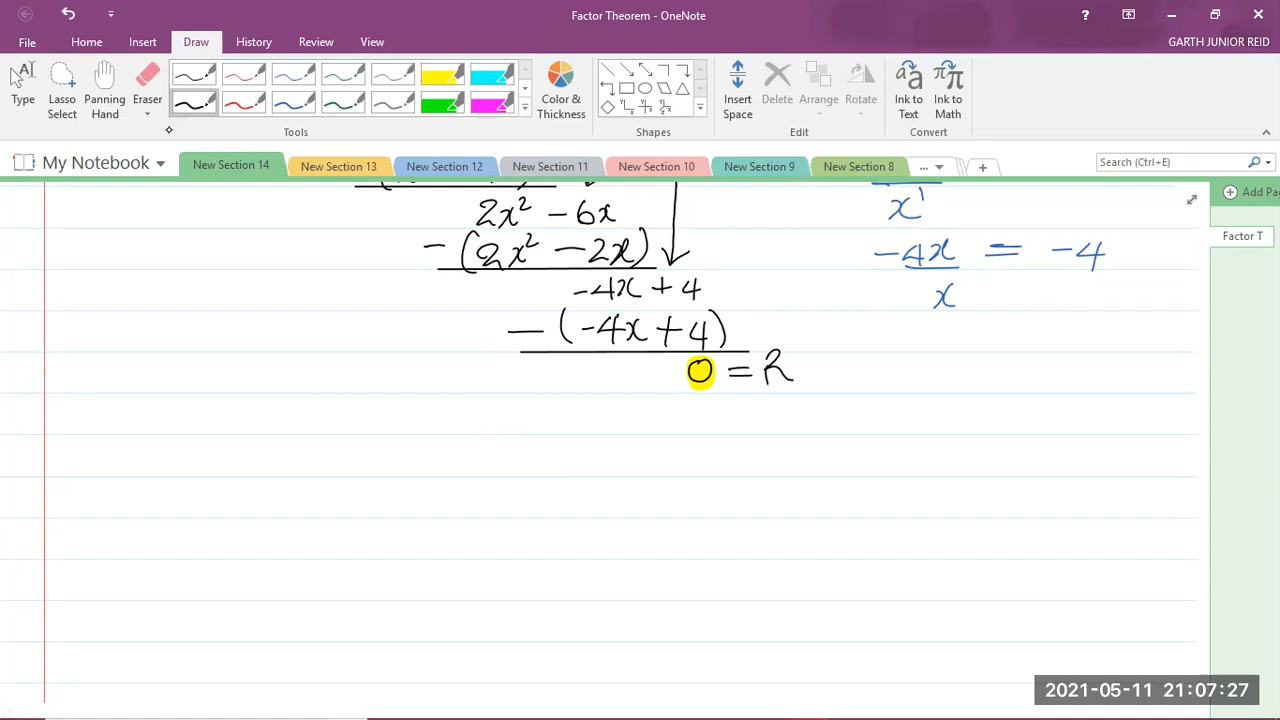 Factor Theorem - OneNote
?
File Home Insert Draw History Review View
GARTH JUNIOR REID
Type
Lasso Select
Panning Hand
Eraser
Color & Thickness
Insert Space
Delete
Arrange
Rotate
Ink to Text
Ink to Math
Tools
Shapes
Edit
Convert
My Notebook
New Section 14
New Section 13
New Section 12
New Section 11
New Section 10
New Section 9
New Section 8
...
Search (Ctrl+E)
Add Pa
Factor T
2x² - 6x
- (2x² - 2x)
-4x + 4
- (-4x + 4)
0 = R
x¹
-4x = -4
x
2021-05-11 21:07:27